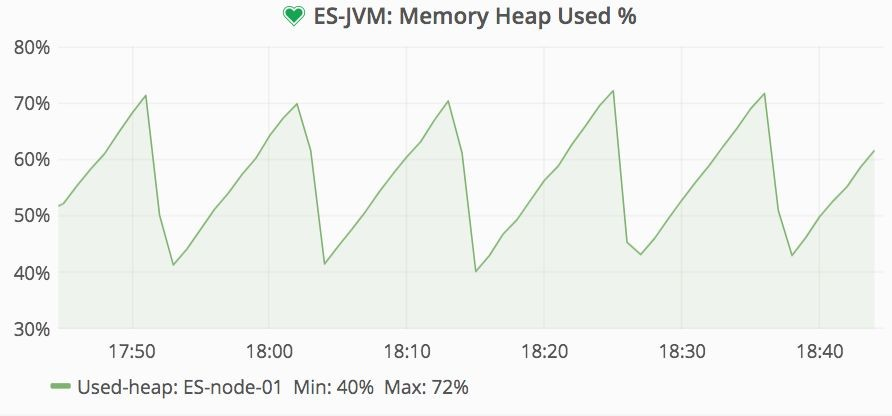 ES-JVM: Memory Heap Used %
80%
70%
60%
50%
40%
30%
17:50 18:00 18:10 18:20 18:30 18:40
Used-heap: ES-node-01 Min: 40% Max: 72%